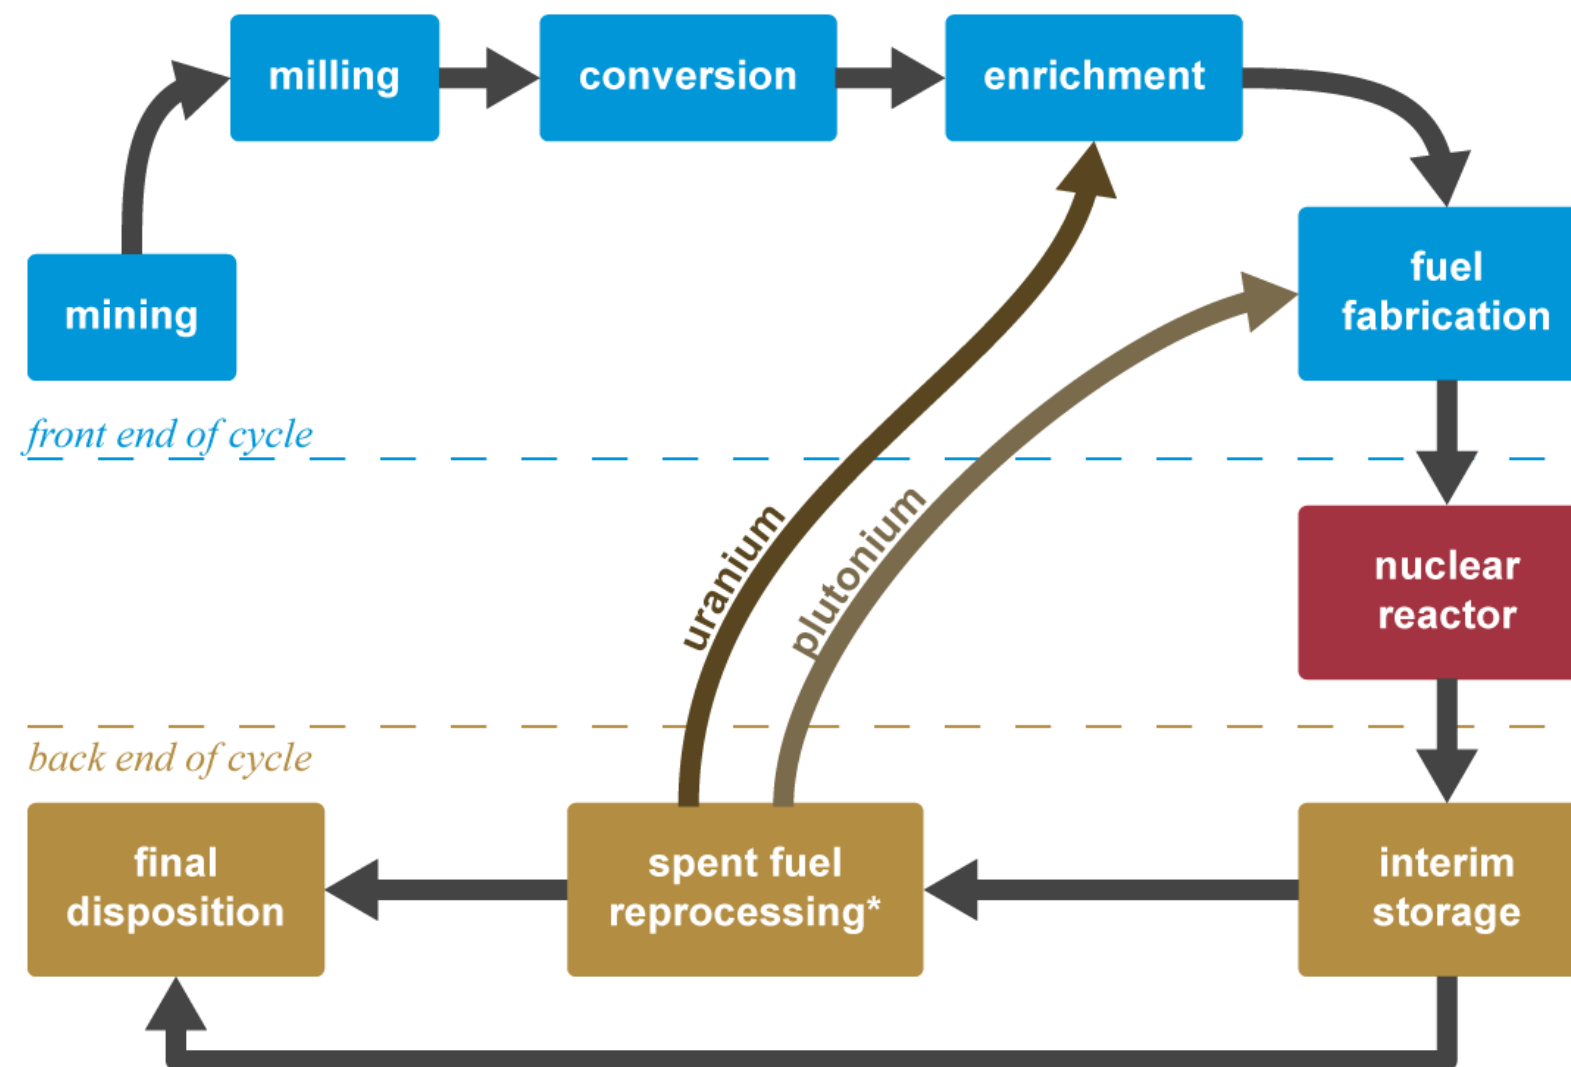 milling
conversion
enrichment
mining
fuel
fabrication
front end of cycle
uranium
plutonium
nuclear
reactor
back end of cycle
final
disposition
spent fuel
reprocessing*
interim
storage